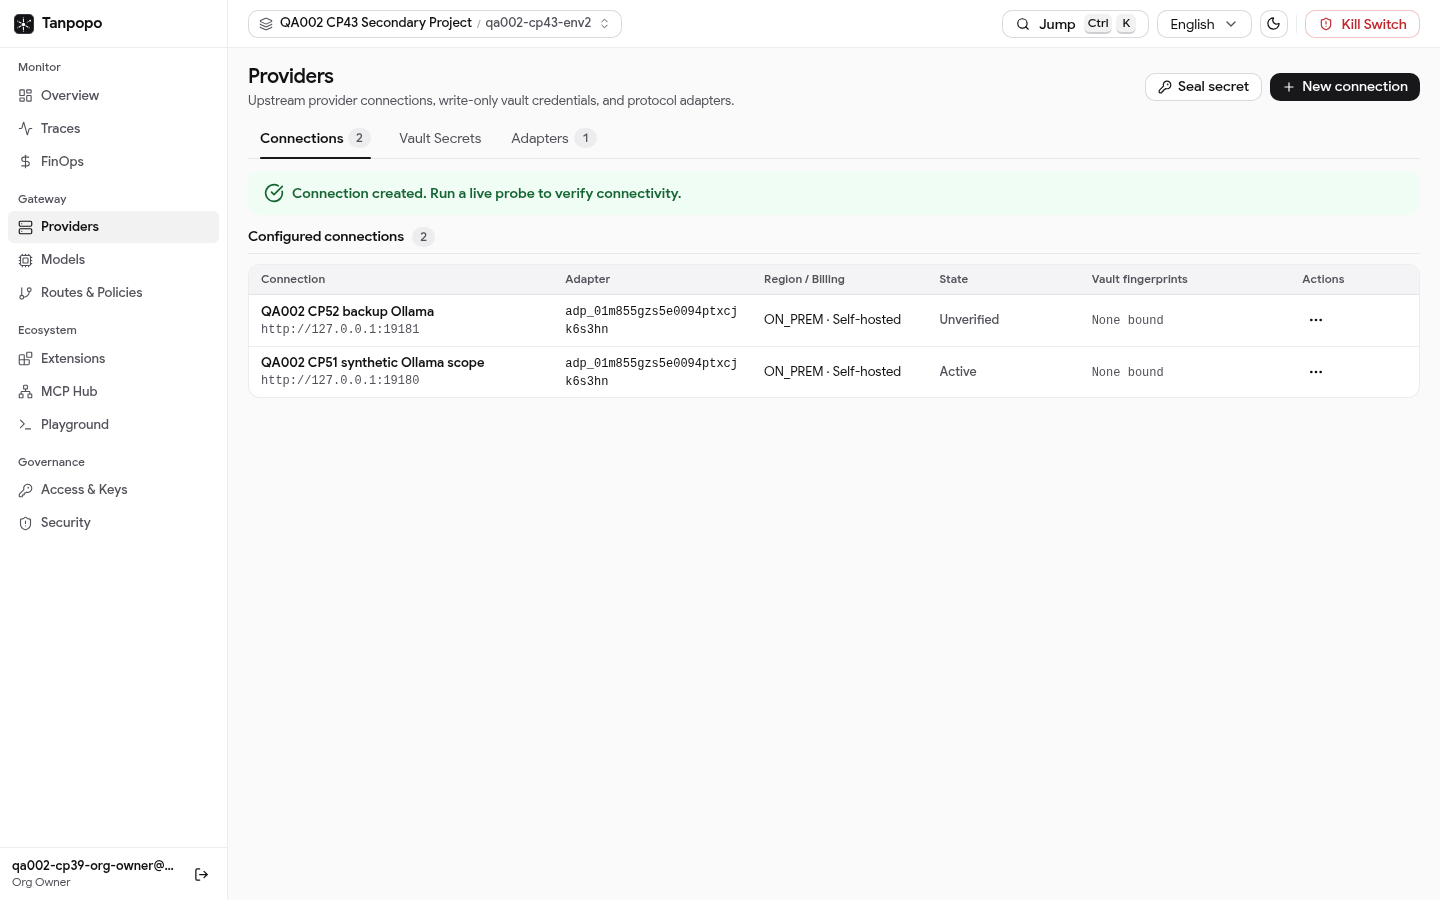 Tanpopo
QA002 CP43 Secondary Project / qa002-cp43-env2
Jump Ctrl K
English
Kill Switch
Monitor
Overview
Traces
FinOps
Gateway
Providers
Models
Routes & Policies
Ecosystem
Extensions
MCP Hub
Playground
Governance
Access & Keys
Security
qa002-cp39-org-owner@...
Org Owner
Providers
Upstream provider connections, write-only vault credentials, and protocol adapters.
Seal secret
New connection
Connections 2
Vault Secrets
Adapters 1
Connection created. Run a live probe to verify connectivity.
Configured connections 2
Connection Adapter Region / Billing State Vault fingerprints Actions
QA002 CP52 backup Ollama
http://127.0.0.1:19181
adp_01m855gzs5e0094ptxcj
k6s3hn
ON_PREM · Self-hosted
Unverified
None bound
QA002 CP51 synthetic Ollama scope
http://127.0.0.1:19180
adp_01m855gzs5e0094ptxcj
k6s3hn
ON_PREM · Self-hosted
Active
None bound